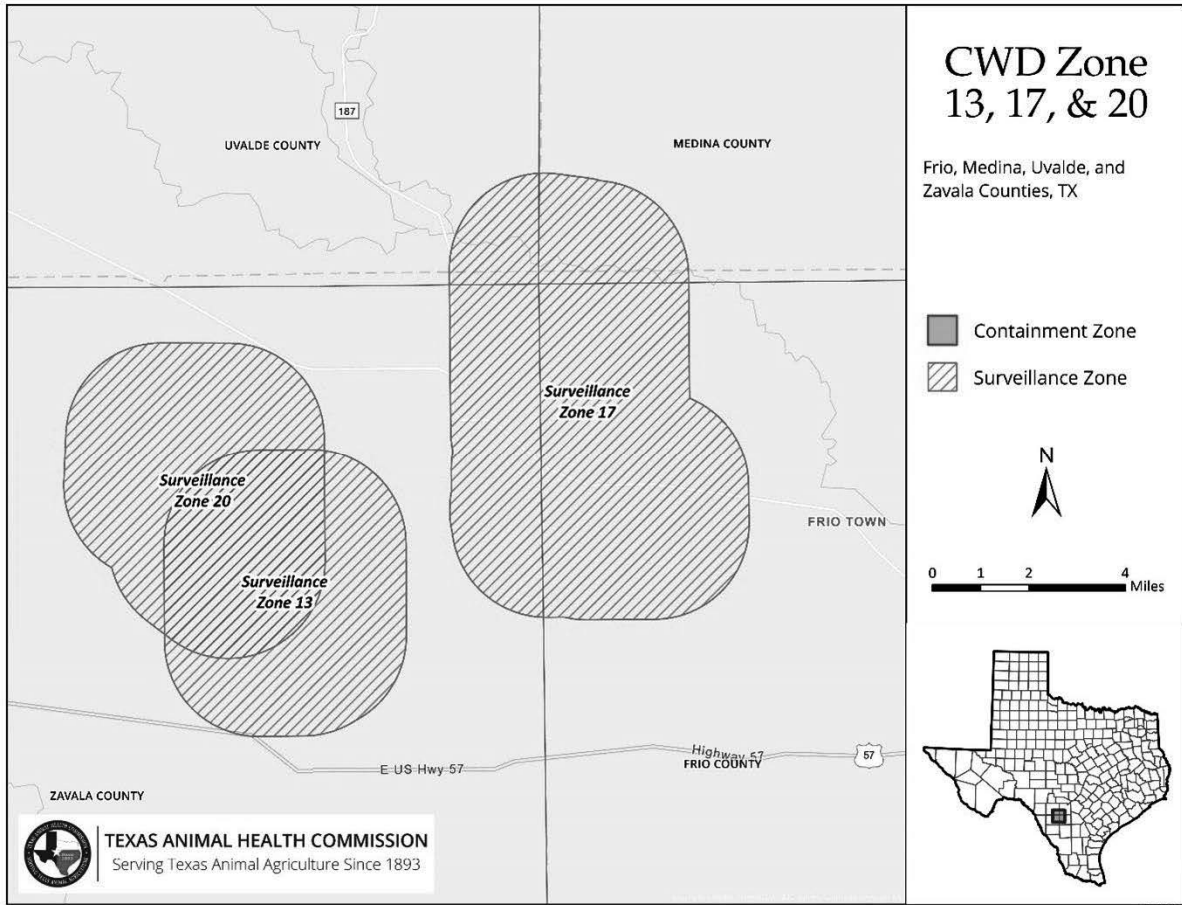 CWD Zone
13, 17, & 20
Frio, Medina, Uvalde, and
Zavala Counties, TX
Containment Zone
Surveillance Zone
N
0 1 2 4
Miles
187
UVALDE COUNTY
MEDINA COUNTY
Surveillance
Zone 17
Surveillance
Zone 20
Surveillance
Zone 13
FRIO TOWN
Highway 57
57
FRIO COUNTY
E US Hwy 57
ZAVALA COUNTY
TEXAS ANIMAL HEALTH COMMISSION
Serving Texas Animal Agriculture Since 1893